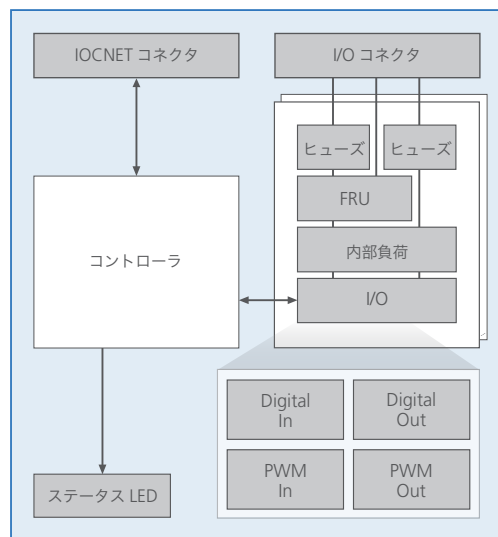 IOCNET コネクタ
I/O コネクタ
ヒューズ
ヒューズ
FRU
内部負荷
I/O
コントローラ
Digital
In
Digital
Out
PWM
In
PWM
Out
ステータス LED